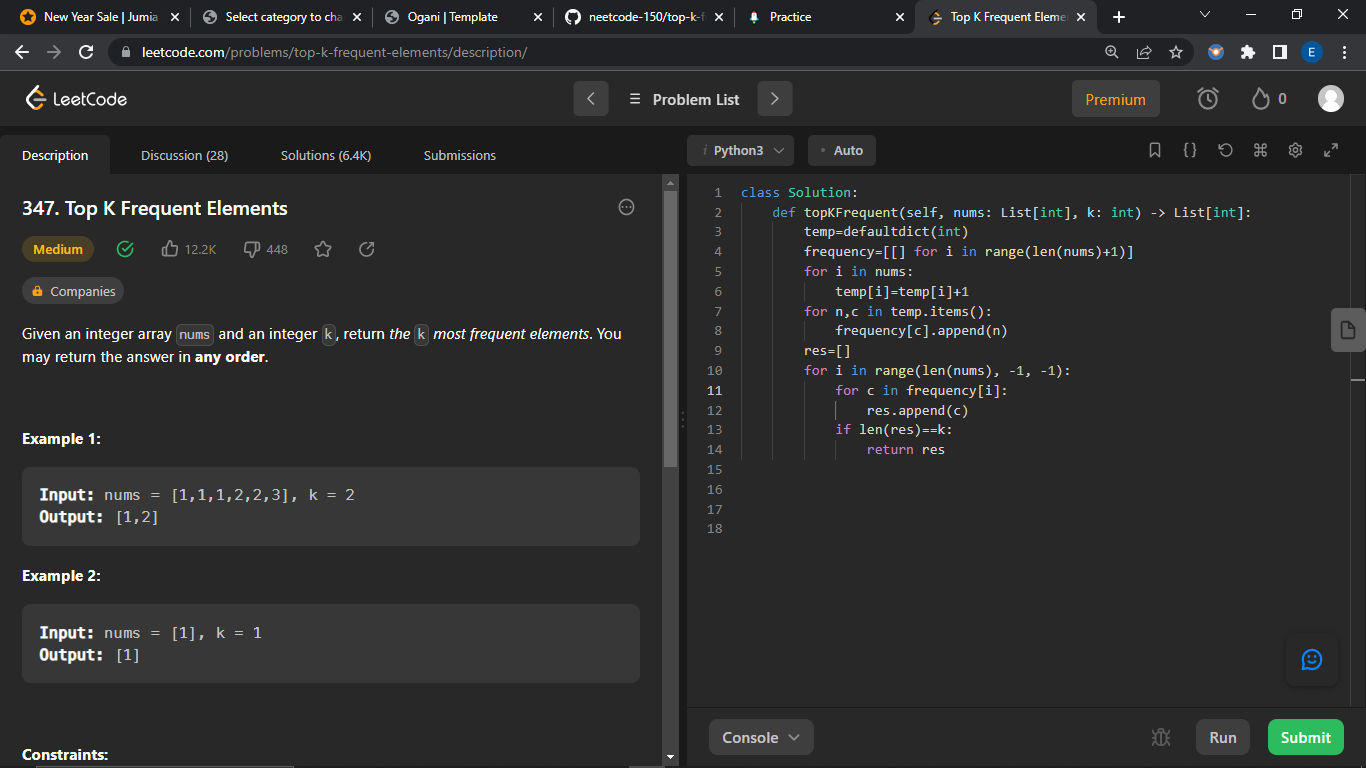 New Year Sale | Jumia
Select category to cha
Ogani | Template
neetcode-150/top-k-f
Practice
Top K Frequent Eleme
leetcode.com/problems/top-k-frequent-elements/description/
E
LeetCode
Problem List
Premium
0
Description
Discussion (28)
Solutions (6.4K)
Submissions
i Python3
• Auto
347. Top K Frequent Elements
Medium
12.2K
448
Companies
Given an integer array nums and an integer k, return the k most frequent elements. You
may return the answer in any order.
Example 1:
Input: nums = [1,1,1,2,2,3], k = 2
Output: [1,2]
Example 2:
Input: nums = [1], k = 1
Output: [1]
Constraints:
1 class Solution:
2 def topKFrequent(self, nums: List[int], k: int) -> List[int]:
3 temp=defaultdict(int)
4 frequency=[[] for i in range(len(nums)+1)]
5 for i in nums:
6 temp[i]=temp[i]+1
7 for n,c in temp.items():
8 frequency[c].append(n)
9 res=[]
10 for i in range(len(nums), -1, -1):
11 for c in frequency[i]:
12 res.append(c)
13 if len(res)==k:
14 return res
15
16
17
18
Console
Run
Submit